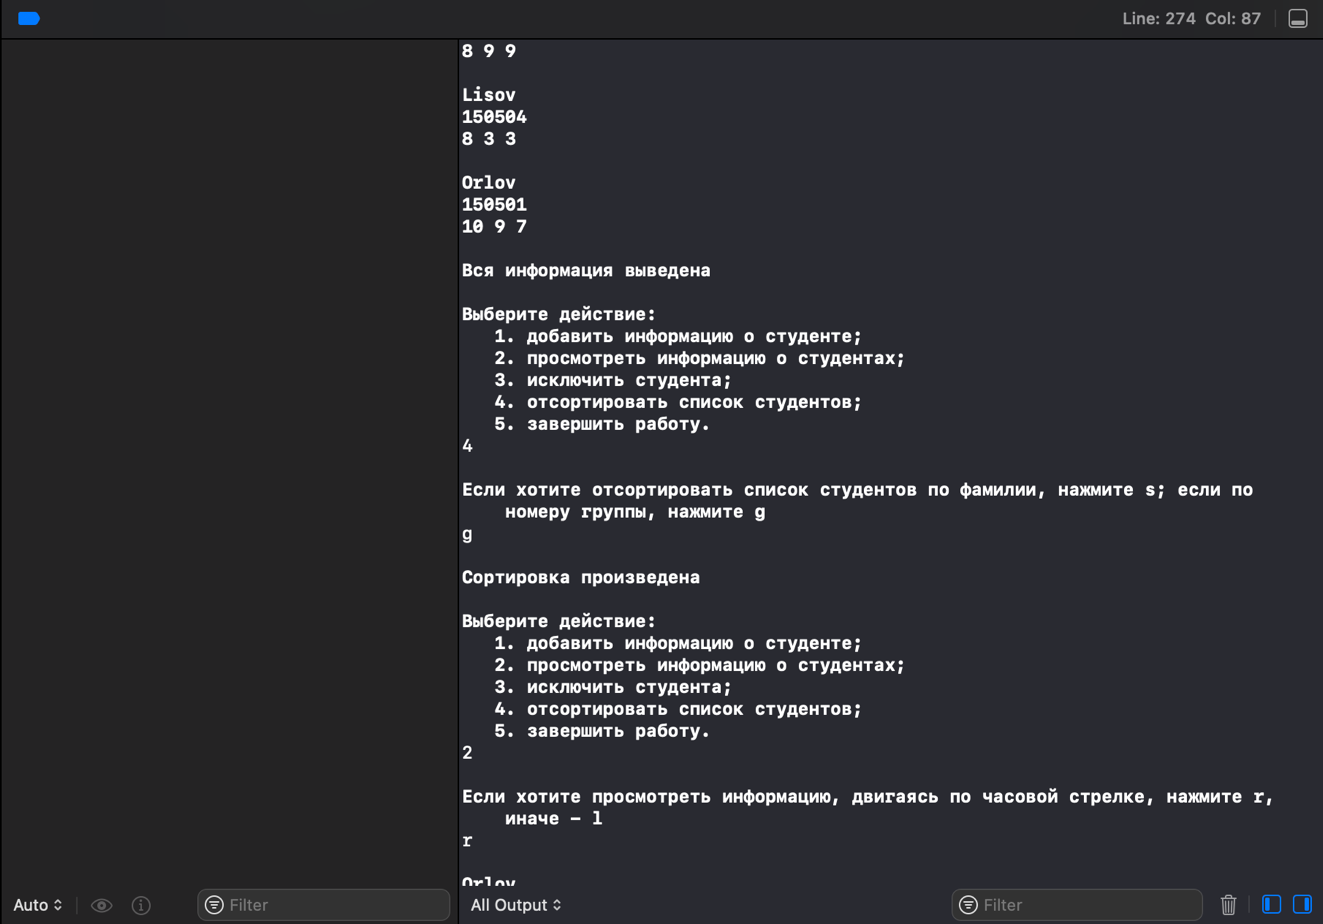 Line: 274 Col: 87
8 9 9
Lisov
150504
8 3 3
Orlov
150501
10 9 7
Вся информация выведена
Выберите действие:
1. добавить информацию о студенте;
2. просмотреть информацию о студентах;
3. исключить студента;
4. отсортировать список студентов;
5. завершить работу.
4
Если хотите отсортировать список студентов по фамилии, нажмите s; если по
номеру группы, нажмите g
g
Сортировка произведена
Выберите действие:
1. добавить информацию о студенте;
2. просмотреть информацию о студентах;
3. исключить студента;
4. отсортировать список студентов;
5. завершить работу.
2
Если хотите просмотреть информацию, двигаясь по часовой стрелке, нажмите r,
иначе – l
r
Orlov
Auto
Filter
All Output
Filter